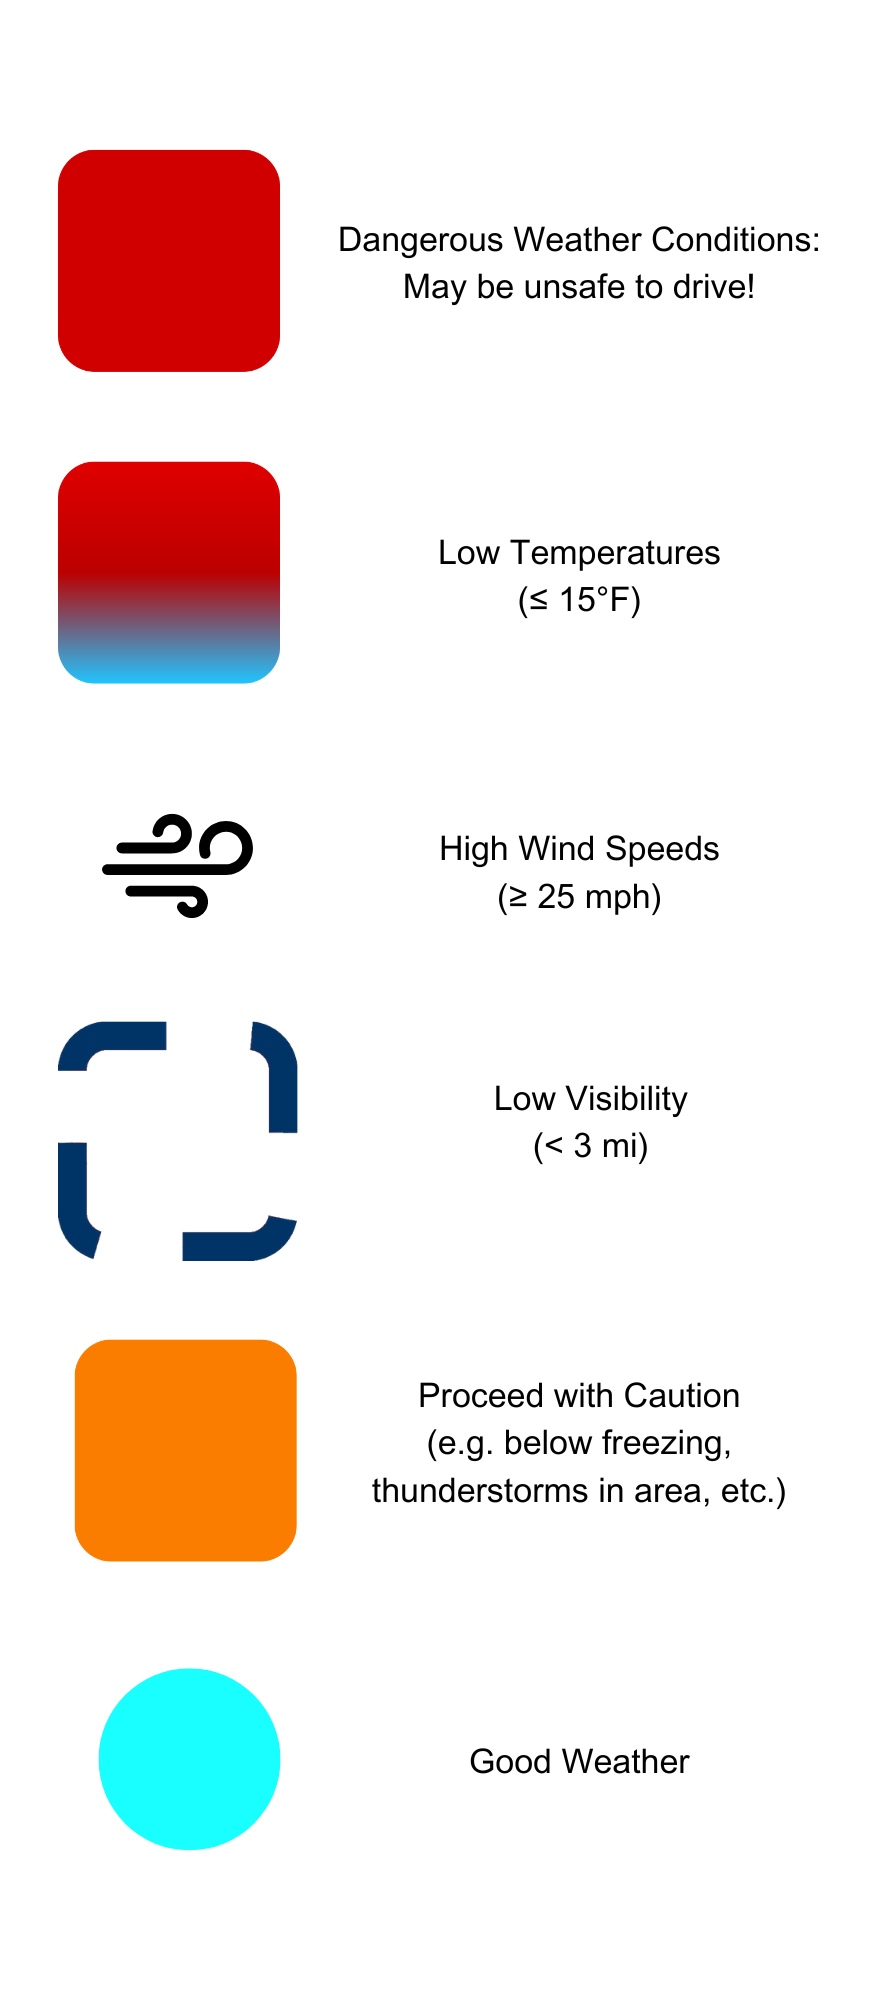 Dangerous Weather Conditions:
May be unsafe to drive!
Low Temperatures
(≤ 15°F)
High Wind Speeds
(≥ 25 mph)
Low Visibility
(< 3 mi)
Proceed with Caution
(e.g. below freezing,
thunderstorms in area, etc.)
Good Weather